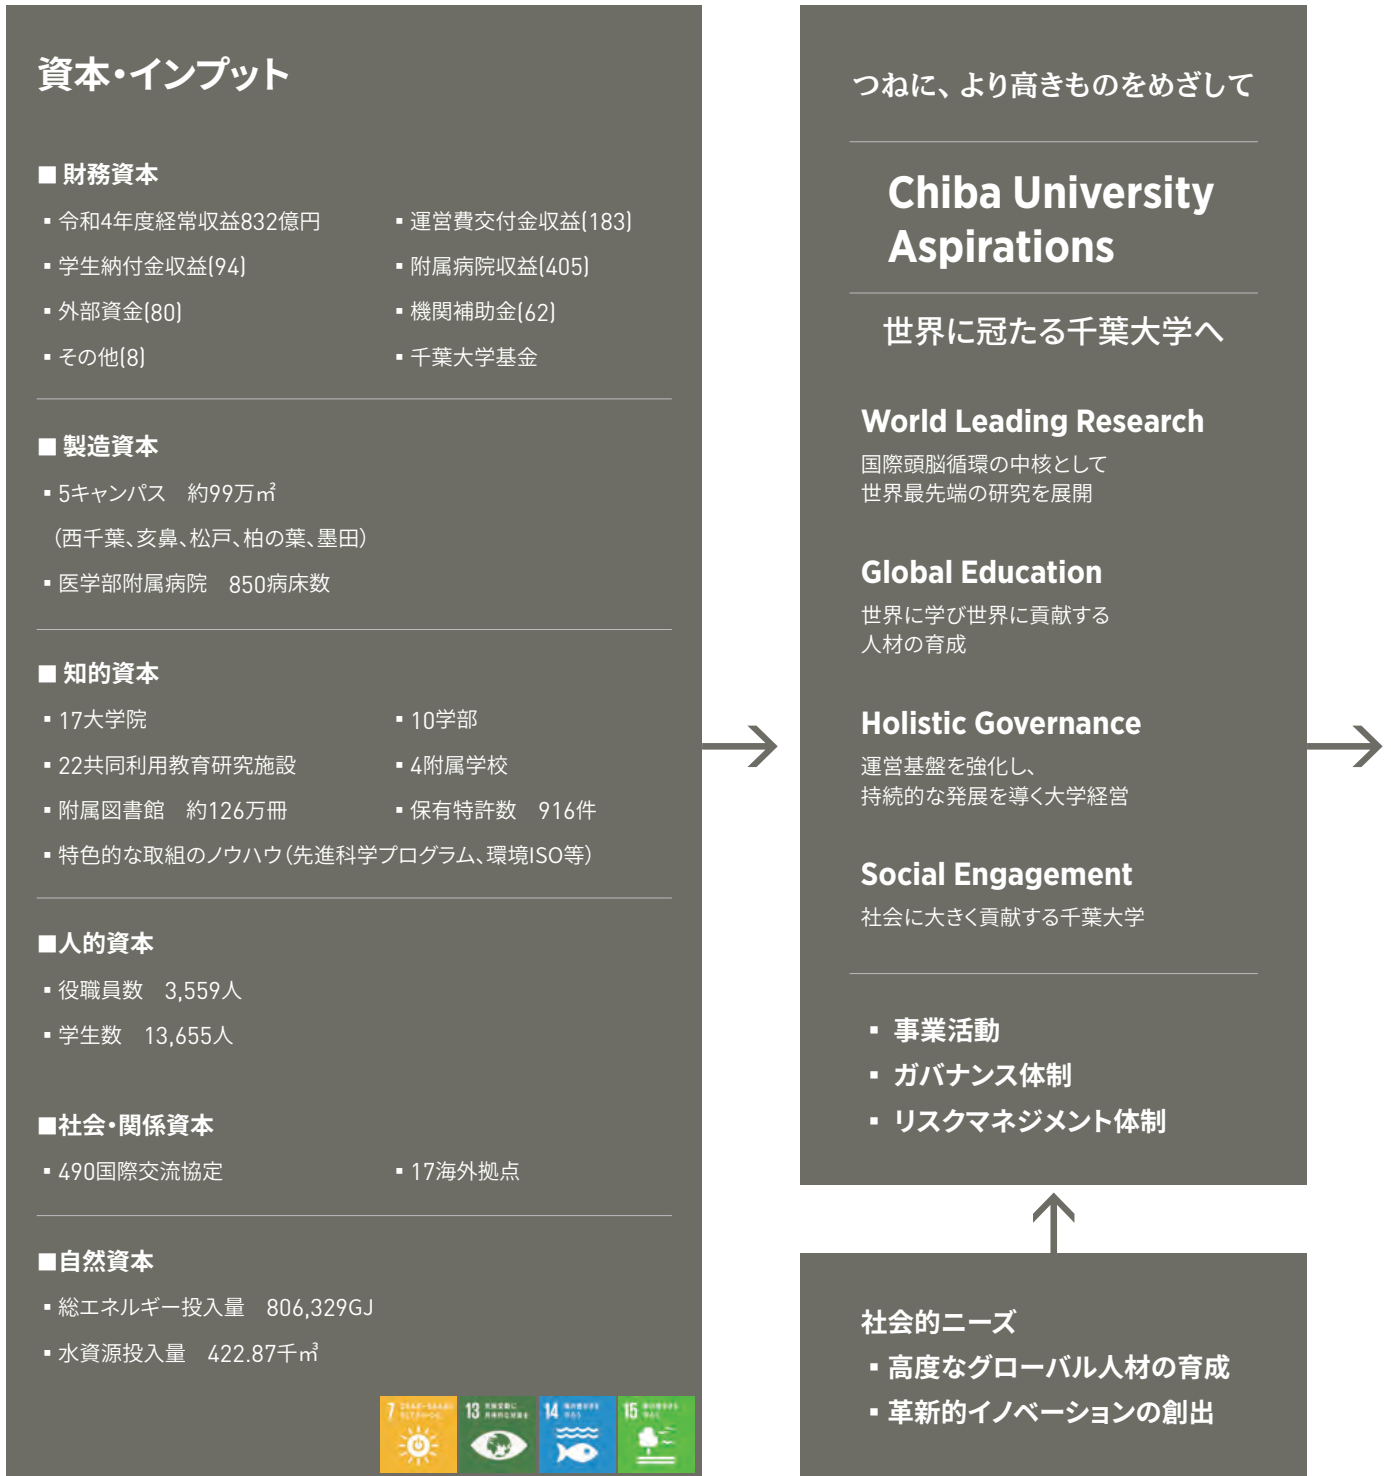 資本・インプット
■ 財務資本
▪ 令和4年度経常収益832億円
▪ 運営費交付金収益(183)
▪ 学生納付金収益(94)
▪ 附属病院収益(405)
▪ 外部資金(80)
▪ 機関補助金(62)
▪ その他(8)
▪ 千葉大学基金
■ 製造資本
▪ 5キャンパス　約99万㎡
（西千葉、亥鼻、松戸、柏の葉、墨田）
▪ 医学部附属病院　850病床数
■ 知的資本
▪ 17大学院
▪ 10学部
▪ 22共同利用教育研究施設
▪ 4附属学校
▪ 附属図書館　約126万冊
▪ 保有特許数　916件
▪ 特色的な取組のノウハウ（先進科学プログラム、環境ISO等）
■人的資本
▪ 役職員数　3,559人
▪ 学生数　13,655人
■社会・関係資本
▪ 490国際交流協定
▪ 17海外拠点
■自然資本
▪ 総エネルギー投入量　806,329GJ
▪ 水資源投入量　422.87千㎥
7
13
14
15
つねに、より高きものをめざして
Chiba University
Aspirations
世界に冠たる千葉大学へ
World Leading Research
国際頭脳循環の中核として
世界最先端の研究を展開
Global Education
世界に学び世界に貢献する
人材の育成
Holistic Governance
運営基盤を強化し、
持続的な発展を導く大学経営
Social Engagement
社会に大きく貢献する千葉大学
▪ 事業活動
▪ ガバナンス体制
▪ リスクマネジメント体制
社会的ニーズ
▪ 高度なグローバル人材の育成
▪ 革新的イノベーションの創出